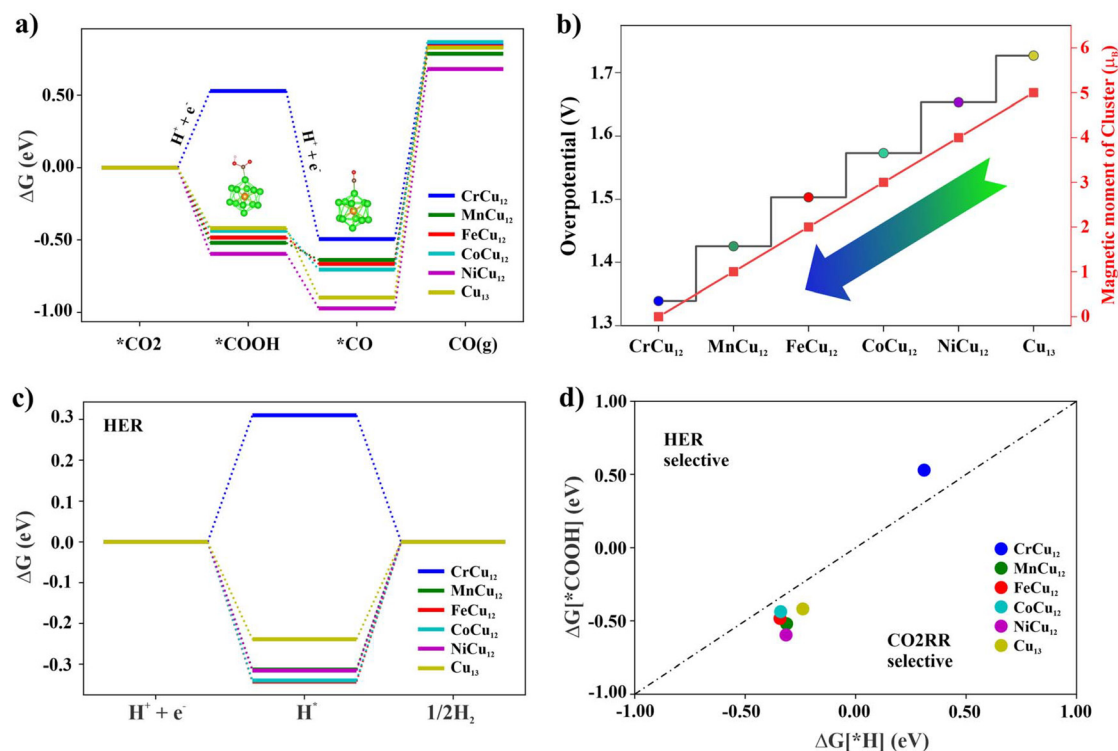 a)
ΔG (eV)
0.50
0.00
-0.50
-1.00
H⁺ + e⁻
H⁺ + e⁻
CrCu₁₂
MnCu₁₂
FeCu₁₂
CoCu₁₂
NiCu₁₂
Cu₁₃
*CO2 *COOH *CO CO(g)
b)
Overpotential (V)
1.7
1.6
1.5
1.4
1.3
Magnetic moment of Cluster (μB)
6
5
4
3
2
1
0
CrCu₁₂ MnCu₁₂ FeCu₁₂ CoCu₁₂ NiCu₁₂ Cu₁₃
c)
HER
ΔG (eV)
0.3
0.2
0.1
0.0
-0.1
-0.2
-0.3
CrCu₁₂
MnCu₁₂
FeCu₁₂
CoCu₁₂
NiCu₁₂
Cu₁₃
H⁺ + e⁻ H* 1/2H₂
d)
ΔG[*COOH] (eV)
1.00
0.50
0.00
-0.50
-1.00
HER
selective
CrCu₁₂
MnCu₁₂
FeCu₁₂
CoCu₁₂
NiCu₁₂
Cu₁₃
CO2RR
selective
-1.00 -0.50 0.00 0.50 1.00
ΔG[*H] (eV)